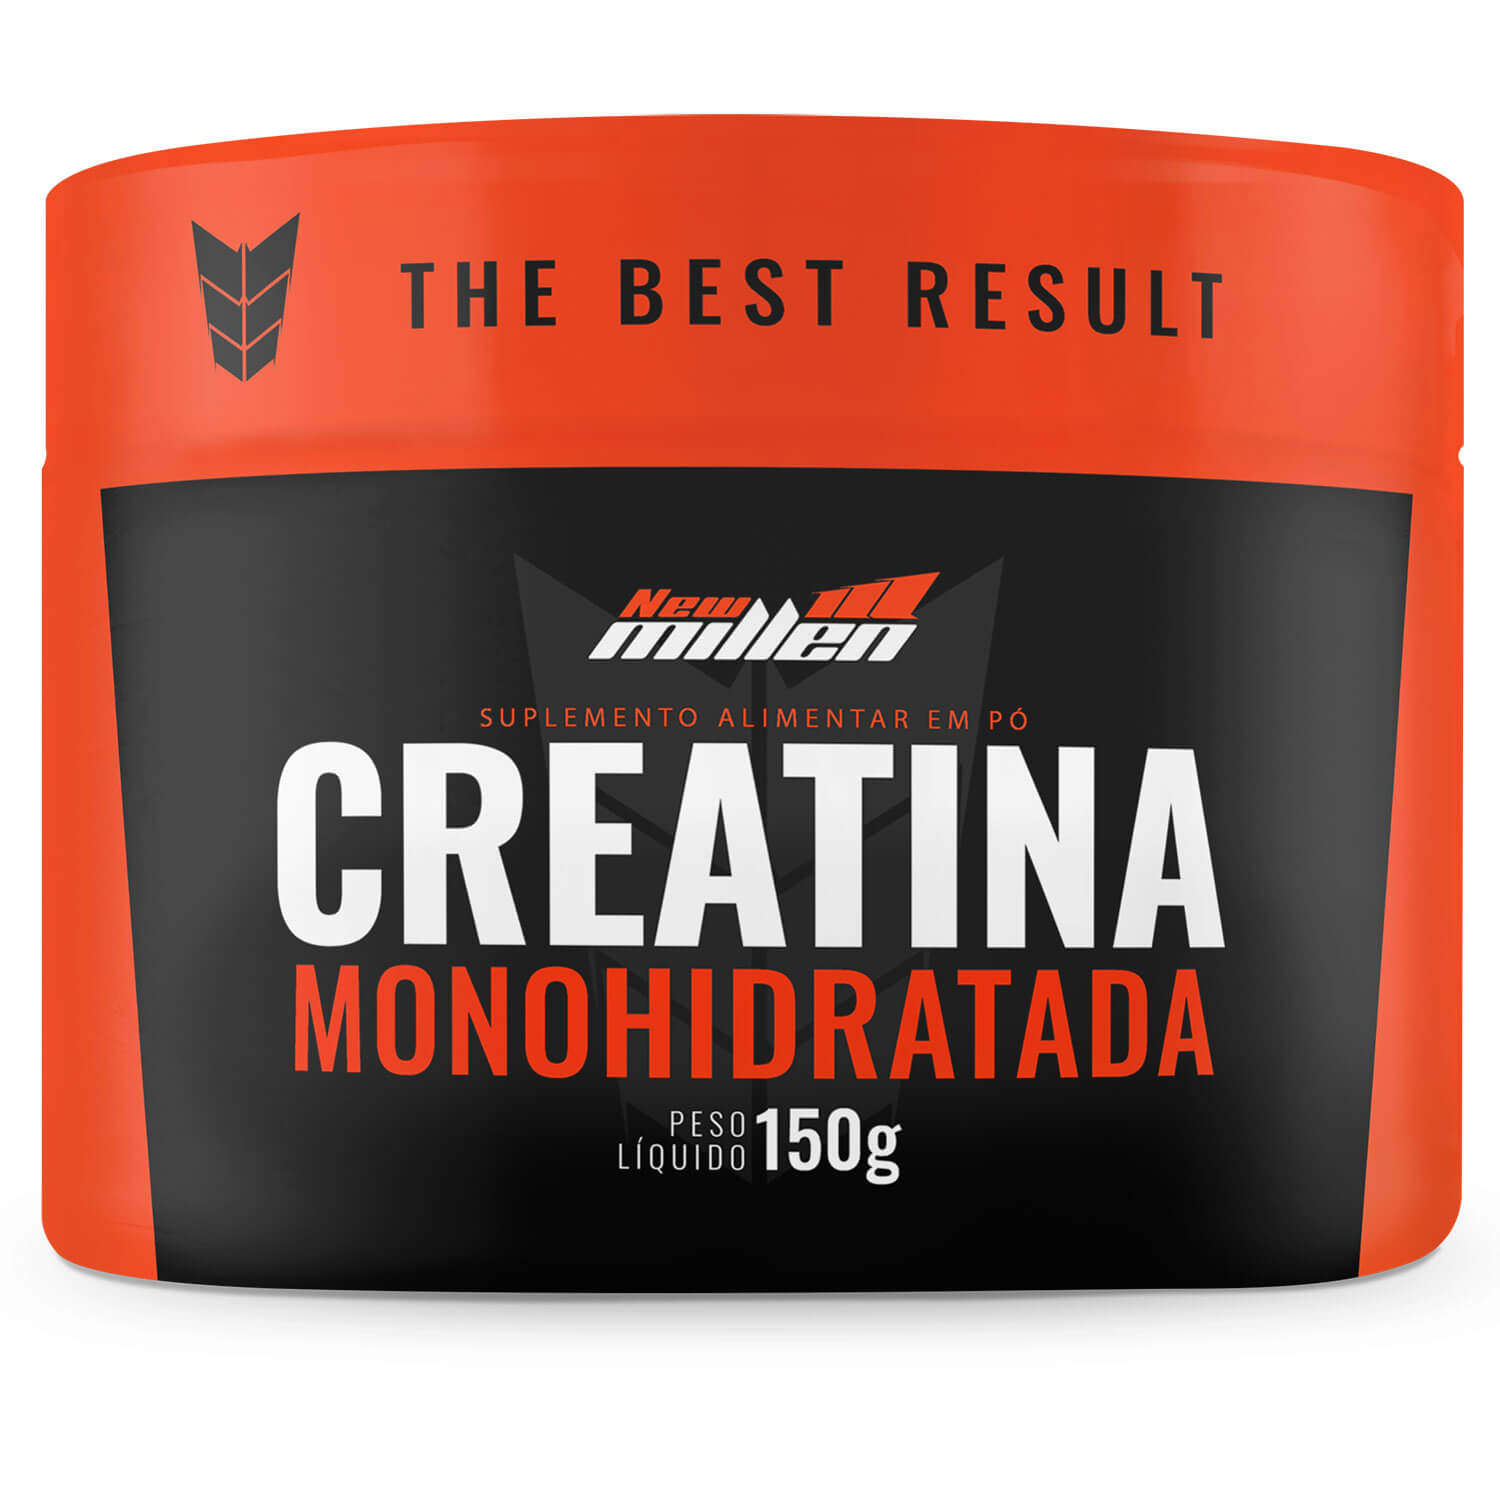 THE BEST RESULT
New
millen
SUPLEMENTO ALIMENTAR EM PÓ
CREATINA
MONOHIDRATADA
PESO
LÍQUIDO 150g